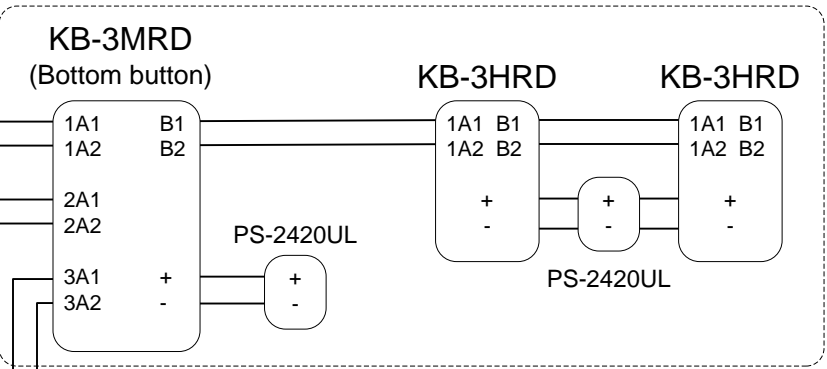 KB-3MRD
(Bottom button)
1A1 B1
1A2 B2
2A1
2A2
3A1 +
3A2 -
PS-2420UL
+
-
KB-3HRD
1A1 B1
1A2 B2
+
-
+
-
PS-2420UL
KB-3HRD
1A1 B1
1A2 B2
+
-